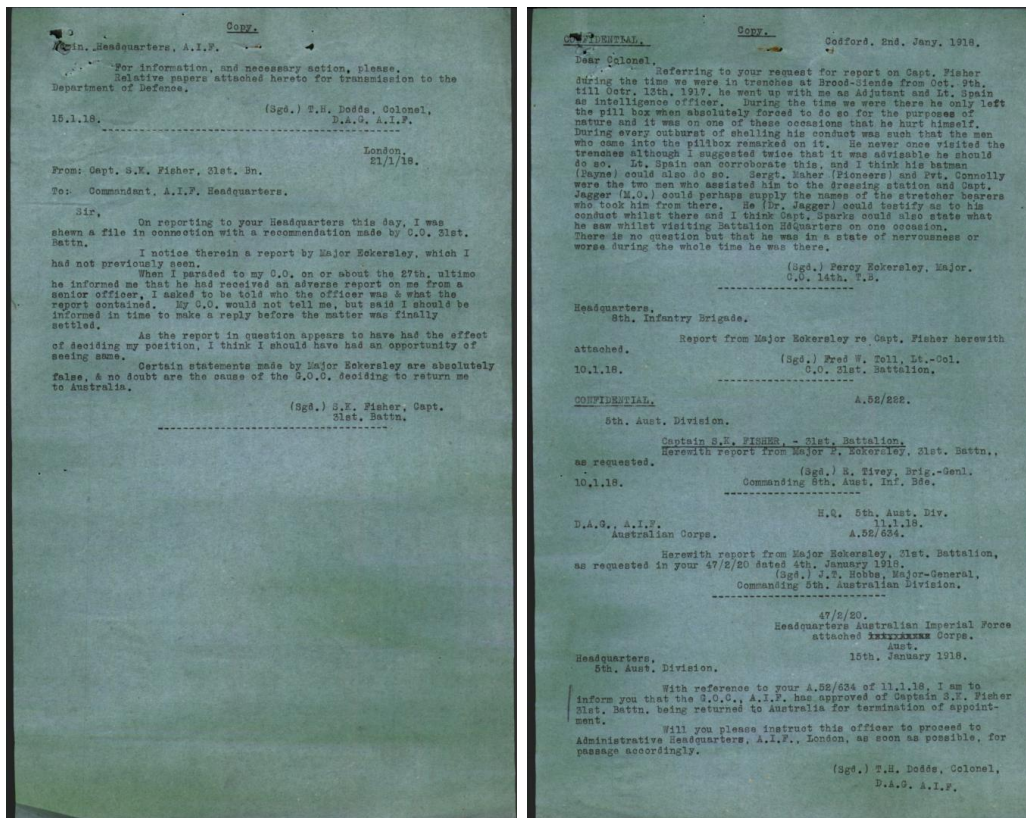 Copy.
Admin. Headquarters, A.I.F.
For information, and necessary action, please.
Relative papers attached hereto for transmission to the
Department of Defense.
(Sgd.) T.H. Dodds, Colonel,
15.1.18. D.A.G. A.I.F.
London.
21/1/18.
From: Capt. S.K. Fisher, 31st. Bn.
To: Commandant, A.I.F. Headquarters.
Sir,
On reporting to your Headquarters this day, I was
shewn a file in connection with a recommendation made by C.O. 31st.
Battn.
I notice therein a report by Major Eckersley, which I
had not previously seen.
When I paraded to my C.O. on or about the 27th. ultimo
he informed me that he had received an adverse report on me from a
senior officer, I asked to be told who the officer was & what the
report contained. My C.O. would not tell me, but said I should be
informed in time to make a reply before the matter was finally
settled.
As the report in question appears to have had the effect
of deciding my position, I think I should have had an opportunity of
seeing same.
Certain statements made by Major Eckersley are absolutely
false, & no doubt are the cause of the G.O.C. deciding to return me
to Australia.
(Sgd.) S.K. Fisher, Capt.
31st. Battn.
Copy.
CONFIDENTIAL. Codford. 2nd. Jany. 1918.
Dear Colonel.
Referring to your request for report on Capt. Fisher
during the time we were in trenches at Brood-Siende from Oct. 9th.
till Octr. 13th. 1917. he went up with me as Adjutant and Lt. Spain
as intelligence officer. During the time we were there he only left
the pill box when absolutely forced to do so for the purposes of
nature and it was on one of these occasions that he hurt himself.
During every outburst of shelling his conduct was such that the men
who came into the pillbox remarked on it. He never once visited the
trenches although I suggested twice that it was advisable he should
do so. Lt. Spain can corroborate this, and I think his batman
(Payne) could also do so. Sergt. Maher (Pioneers) and Pvt. Connolly
were the two men who assisted him to the dressing station and Capt.
Jagger (M.O.) could perhaps supply the names of the stretcher bearers
who took him from there. He (Dr. Jagger) could testify as to his
conduct whilst there and I think Capt. Sparks could also state what
he saw whilst visiting Battalion Hdquarters on one occasion.
There is no question but that he was in a state of nervousness or
worse during the whole time he was there.
(Sgd.) Percy Eckersley, Major.
C.O. 14th. T.B.
Headquarters,
8th. Infantry Brigade.
Report from Major Eckersley re Capt. Fisher herewith
attached.
(Sgd.) Fred W. Toll, Lt.-Col.
10.1.18. C.O. 31st. Battalion.
CONFIDENTIAL. A.52/222.
5th. Aust. Division.
Captain S.K. FISHER, - 31st. Battalion.
Herewith report from Major P. Eckersley, 31st. Battn.,
as requested.
(Sgd.) E. Tivey, Brig.-Genl.
10.1.18. Commanding 8th. Aust. Inf. Bde.
H.Q. 5th. Aust. Div.
D.A.G., A.I.F. 11.1.18.
Australian Corps. A.52/634.
Herewith report from Major Eckersley, 31st. Battalion,
as requested in your 47/2/20 dated 4th. January 1918.
(Sgd.) J.T. Hobbs, Major-General,
Commanding 5th. Australian Division.
47/2/20.
Headquarters Australian Imperial Force
attached xxxxxxxxxx Corps.
Aust.
Headquarters, 15th. January 1918.
5th. Aust. Division.
With reference to your A.52/634 of 11.1.18, I am to
inform you that the G.O.C., A.I.F. has approved of Captain S.K. Fisher
31st. Battn. being returned to Australia for termination of appoint-
ment.
Will you please instruct this officer to proceed to
Administrative Headquarters, A.I.F., London, as soon as possible, for
passage accordingly.
(Sgd.) T.H. Dodds, Colonel,
D.A.G. A.I.F.